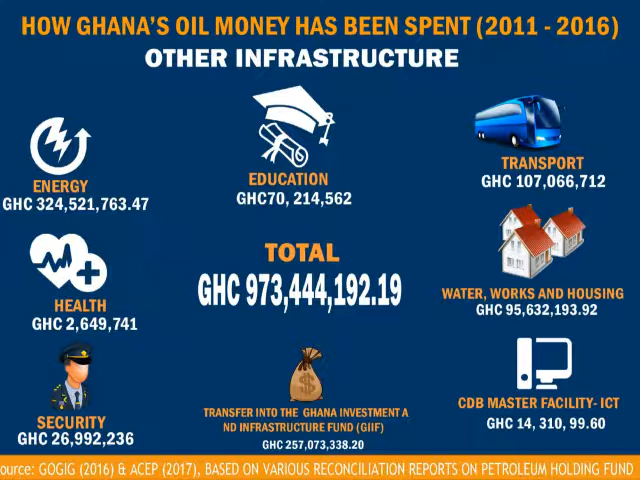 HOW GHANA'S OIL MONEY HAS BEEN SPENT (2011 - 2016)
OTHER INFRASTRUCTURE
ENERGY
GHC 324,521,763.47
EDUCATION
GHC70, 214,562
TRANSPORT
GHC 107,066,712
HEALTH
GHC 2,649,741
TOTAL
GHC 973,444,192.19
WATER, WORKS AND HOUSING
GHC 95,632,193.92
SECURITY
GHC 26,992,236
TRANSFER INTO THE GHANA INVESTMENT A
ND INFRASTRUCTURE FUND (GIIF)
GHC 257,073,338.20
CDB MASTER FACILITY- ICT
GHC 14, 310, 99.60
ource: GOGIG (2016) & ACEP (2017), BASED ON VARIOUS RECONCILIATION REPORTS ON PETROLEUM HOLDING FUND